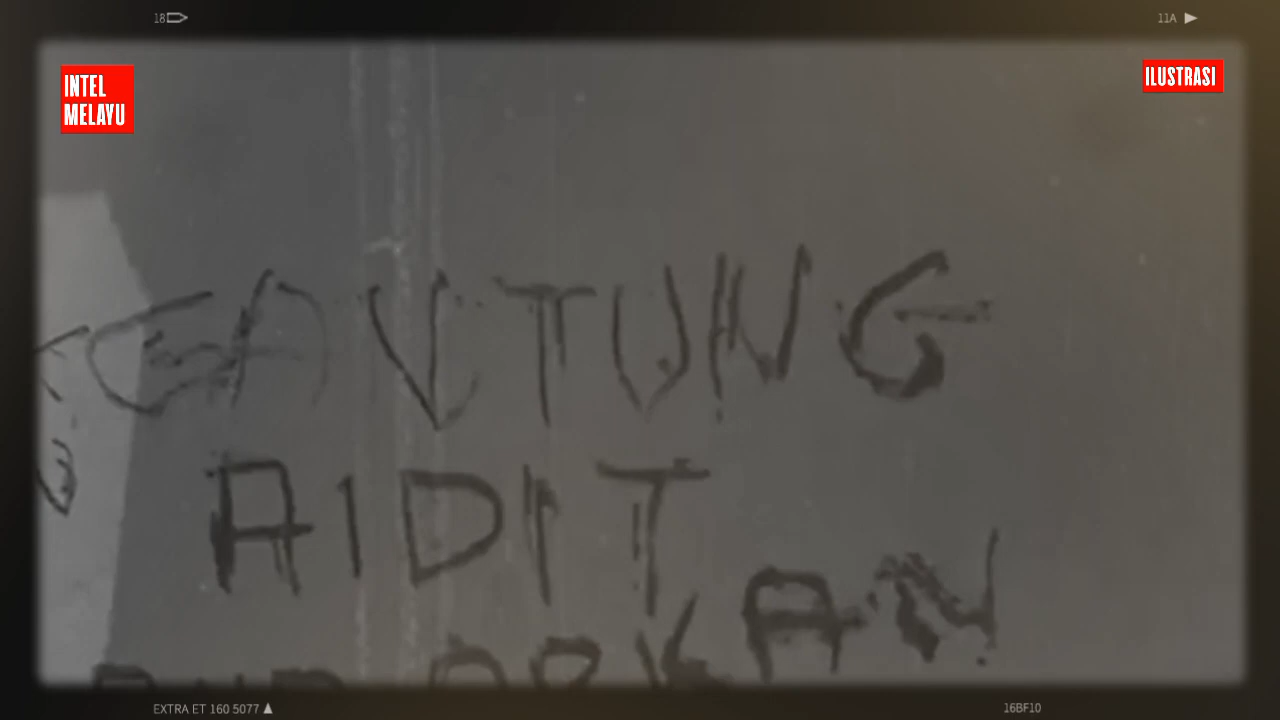 18
11A
INTEL
MELAYU
ILUSTRASI
GANTUNG
AIDIT
EXTRA ET 160 5077
16BF10